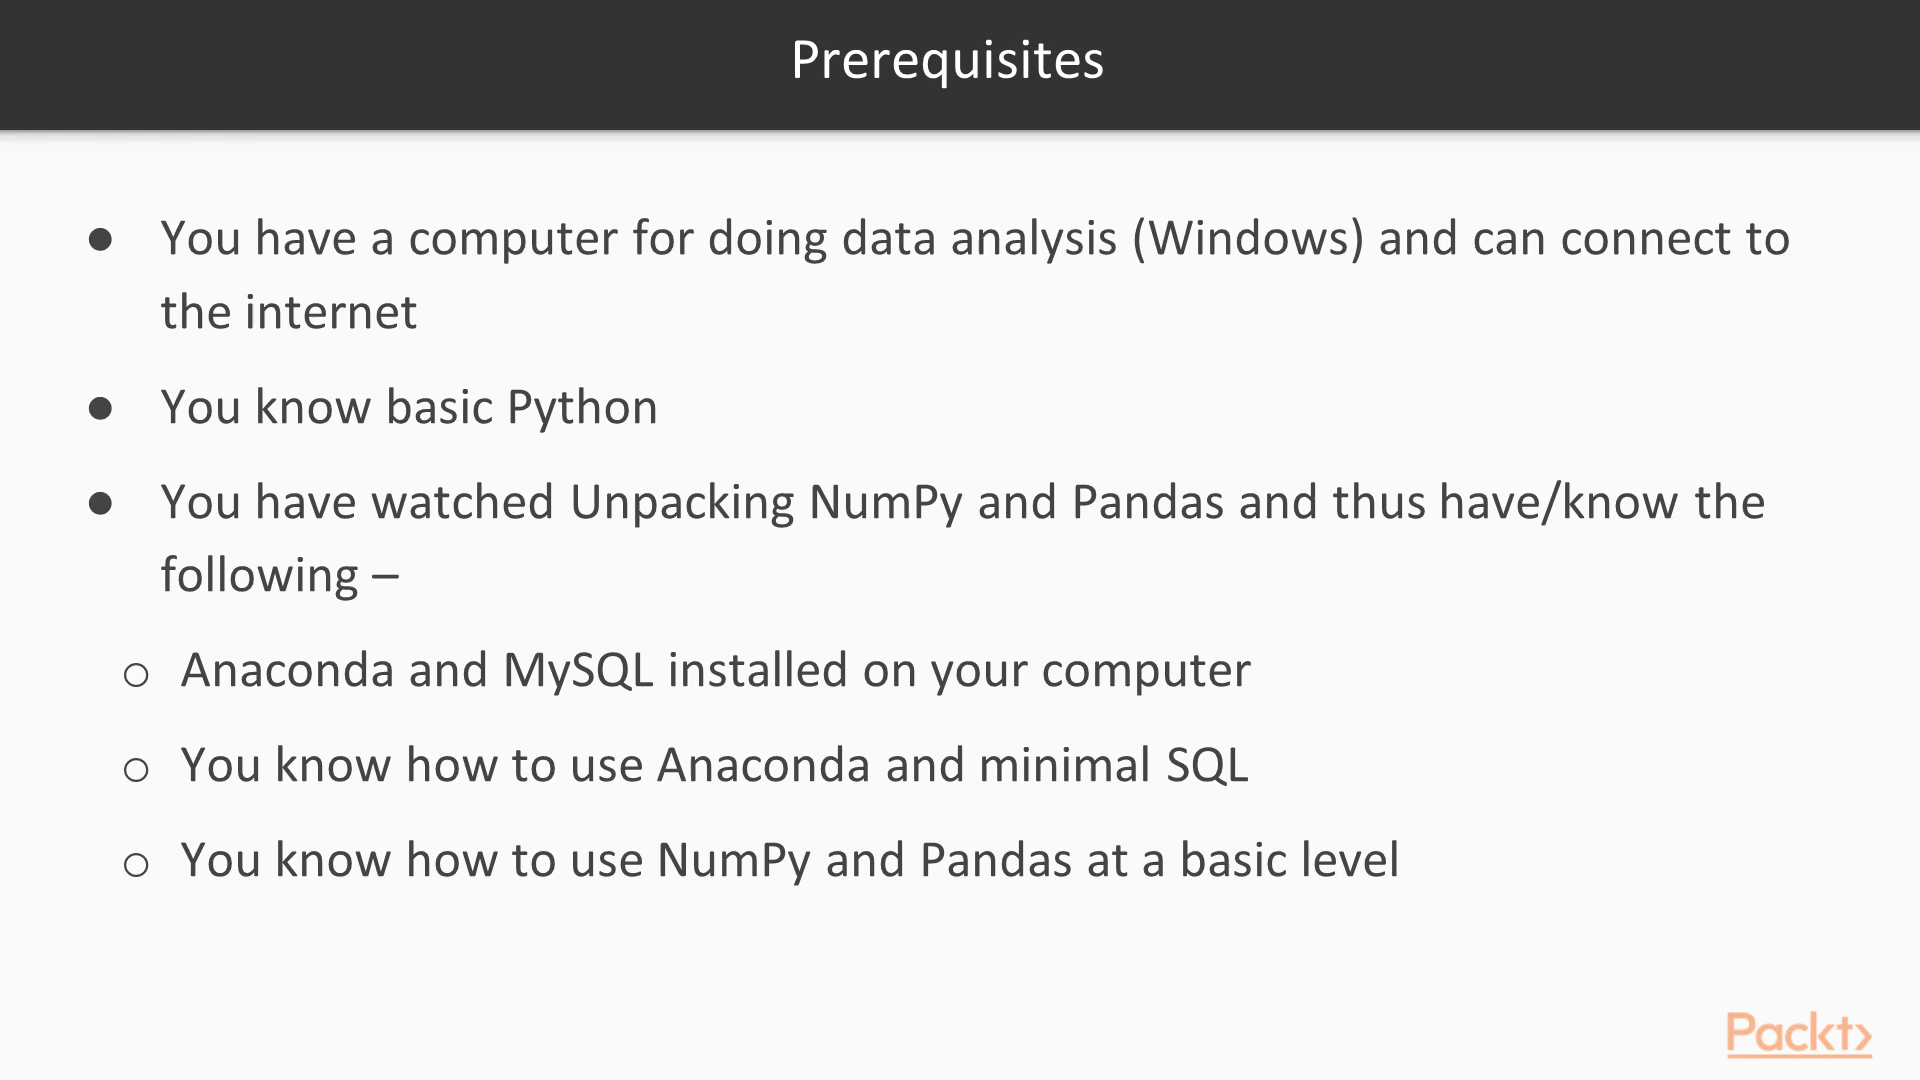 Prerequisites
● You have a computer for doing data analysis (Windows) and can connect to
the internet
● You know basic Python
● You have watched Unpacking NumPy and Pandas and thus have/know the
following –
○ Anaconda and MySQL installed on your computer
○ You know how to use Anaconda and minimal SQL
○ You know how to use NumPy and Pandas at a basic level
Packt>